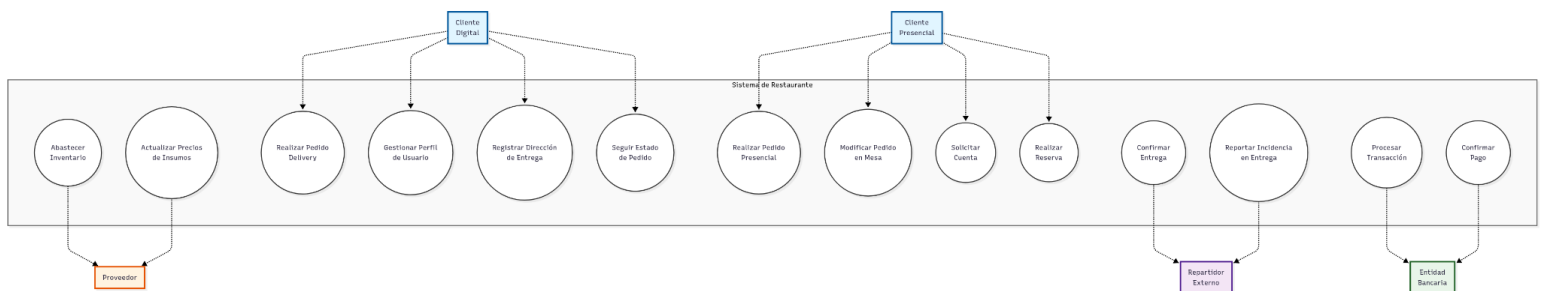 Cliente
Digital
Cliente
Presencial
Sistema de Restaurante
Abastecer
Inventario
Actualizar Precios
de Insumos
Realizar Pedido
Delivery
Gestionar Perfil
de Usuario
Registrar Dirección
de Entrega
Seguir Estado
de Pedido
Realizar Pedido
Presencial
Modificar Pedido
en Mesa
Solicitar
Cuenta
Realizar
Reserva
Confirmar
Entrega
Reportar Incidencia
en Entrega
Procesar
Transacción
Confirmar
Pago
Proveedor
Repartidor
Externo
Entidad
Bancaria